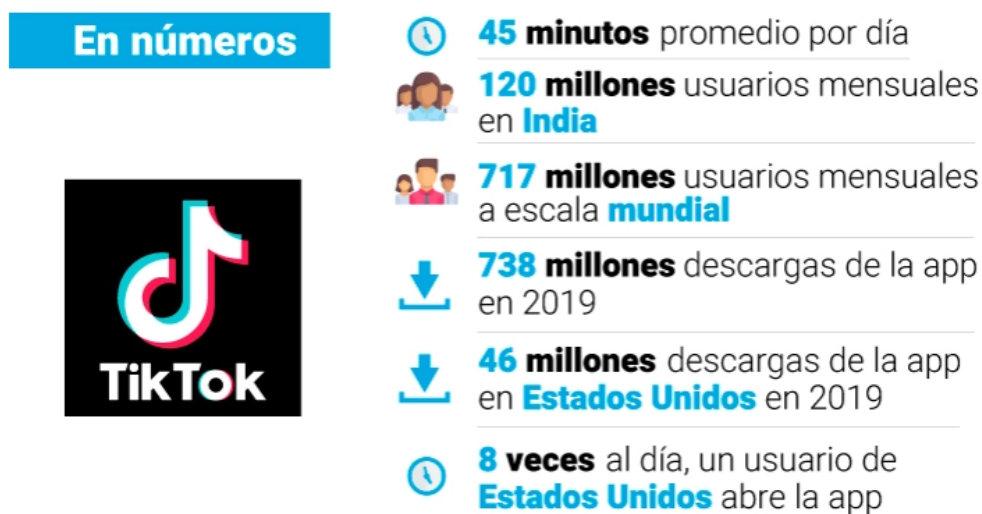 En números
TikTok
45 minutos promedio por día
120 millones usuarios mensuales
en India
717 millones usuarios mensuales
a escala mundial
738 millones descargas de la app
en 2019
46 millones descargas de la app
en Estados Unidos en 2019
8 veces al día, un usuario de
Estados Unidos abre la app